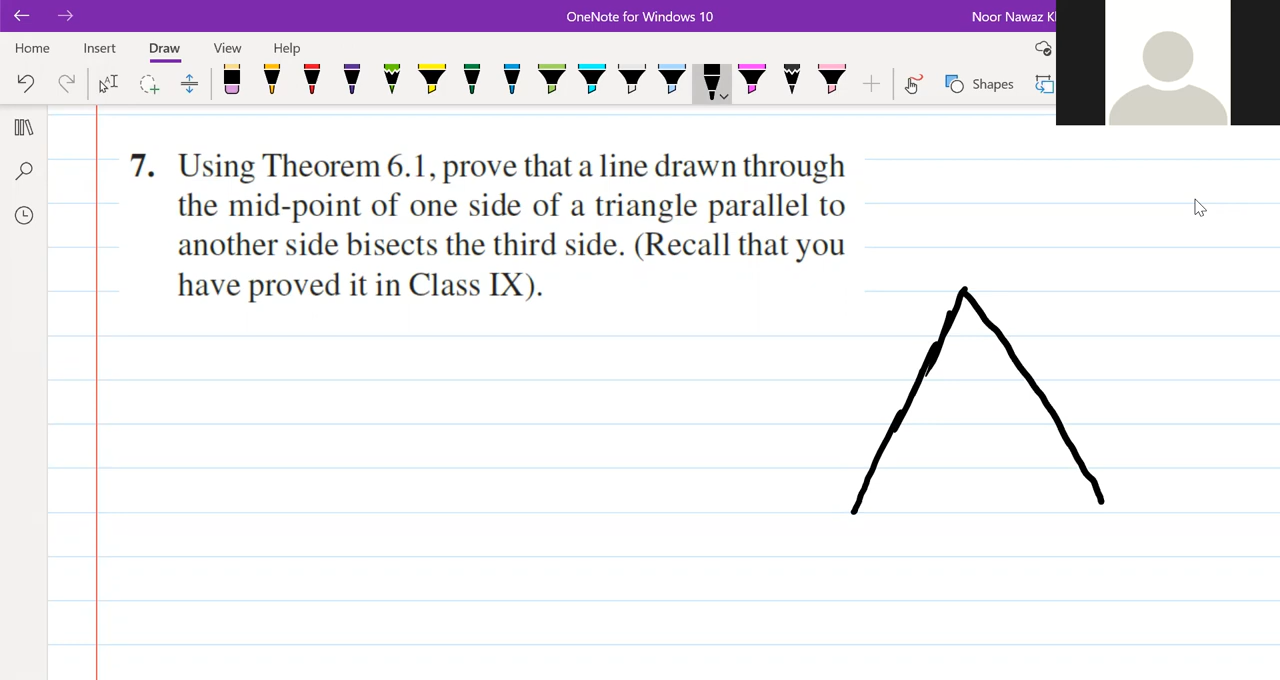 OneNote for Windows 10
Noor Nawaz K
Home Insert Draw View Help
Shapes
7. Using Theorem 6.1, prove that a line drawn through
the mid-point of one side of a triangle parallel to
another side bisects the third side. (Recall that you
have proved it in Class IX).